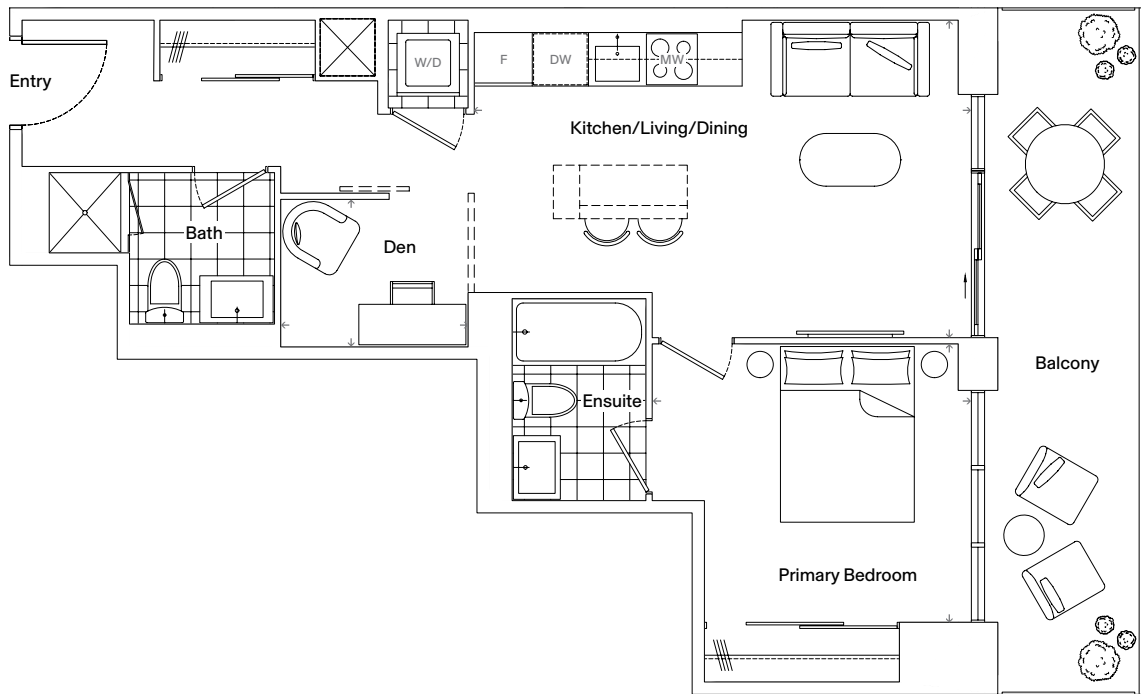 Entry
W/D
F
DW
MW
Kitchen/Living/Dining
Bath
Den
Balcony
Ensuite
Primary Bedroom